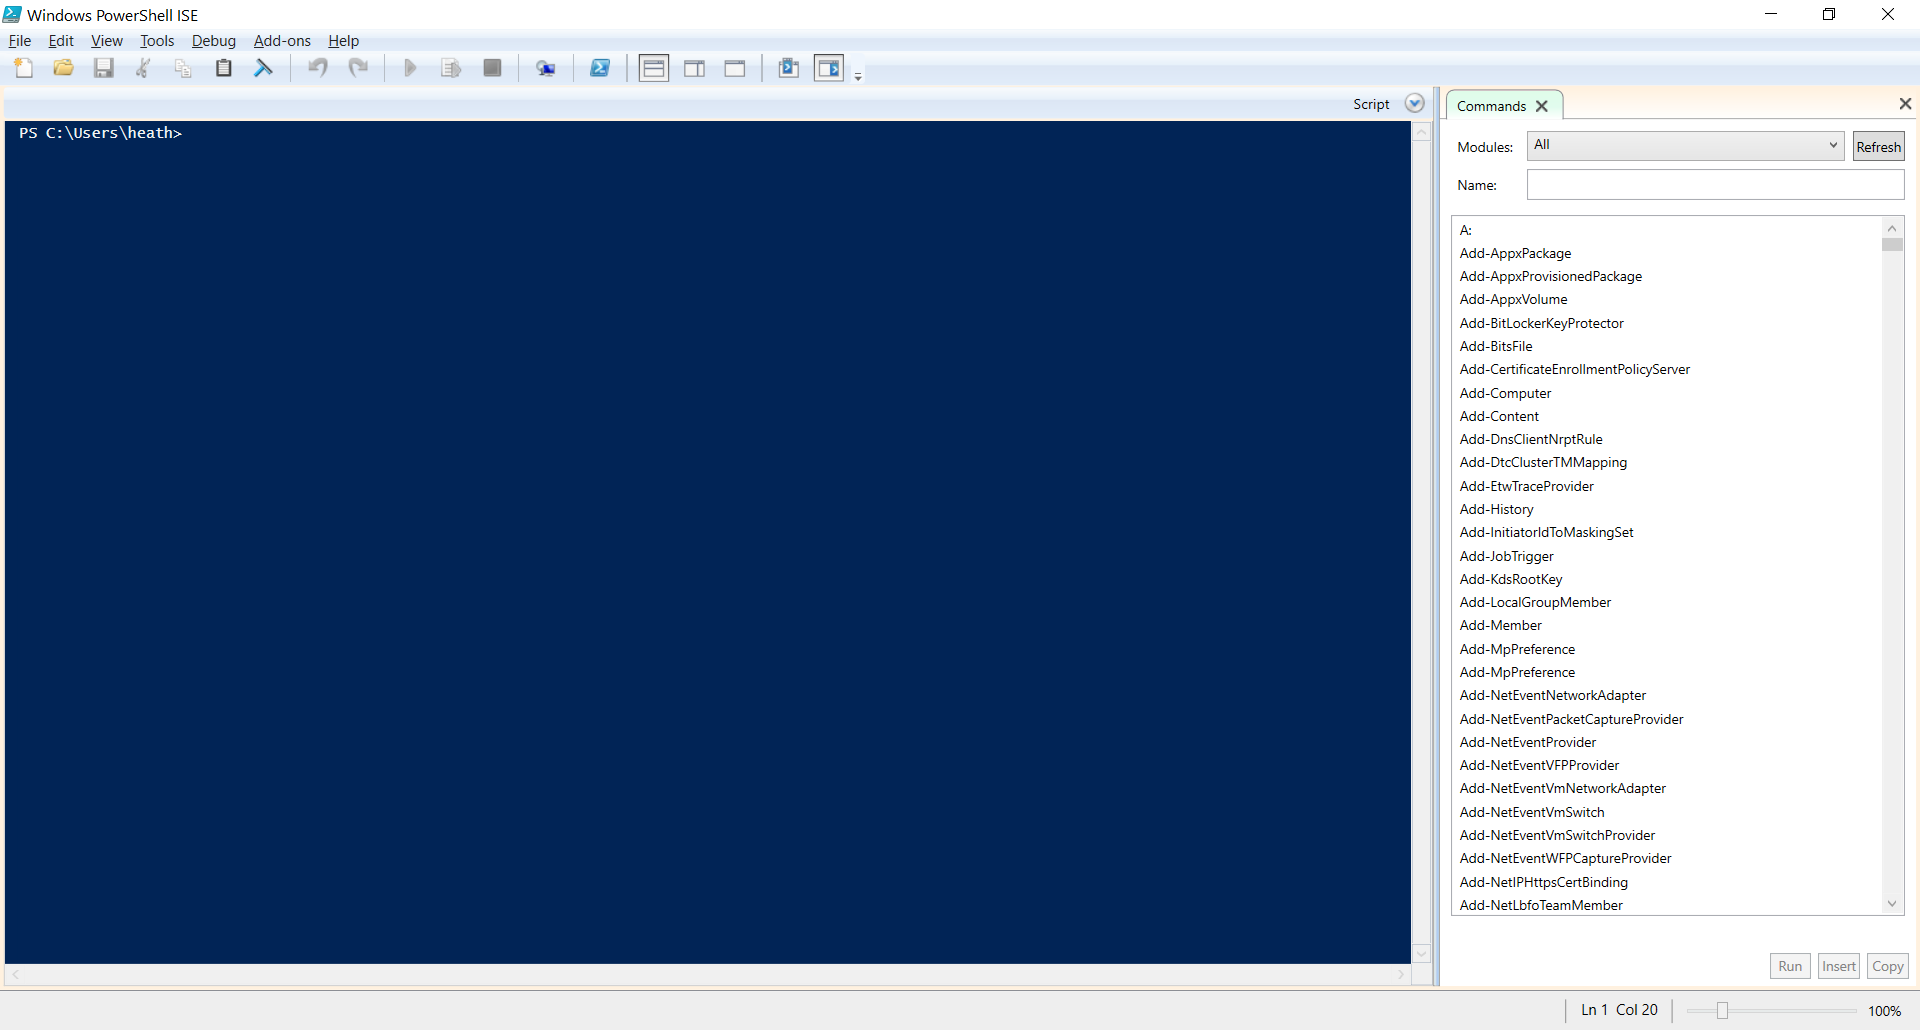 Windows PowerShell ISE
File Edit View Tools Debug Add-ons Help
Script
PS C:\Users\heath>
Commands
Modules: All Refresh
Name:
A:
Add-AppxPackage
Add-AppxProvisionedPackage
Add-AppxVolume
Add-BitLockerKeyProtector
Add-BitsFile
Add-CertificateEnrollmentPolicyServer
Add-Computer
Add-Content
Add-DnsClientNrptRule
Add-DtcClusterTMMapping
Add-EtwTraceProvider
Add-History
Add-InitiatorIdToMaskingSet
Add-JobTrigger
Add-KdsRootKey
Add-LocalGroupMember
Add-Member
Add-MpPreference
Add-MpPreference
Add-NetEventNetworkAdapter
Add-NetEventPacketCaptureProvider
Add-NetEventProvider
Add-NetEventVFPProvider
Add-NetEventVmNetworkAdapter
Add-NetEventVmSwitch
Add-NetEventVmSwitchProvider
Add-NetEventWFPCaptureProvider
Add-NetIPHttpsCertBinding
Add-NetLbfoTeamMember
Run Insert Copy
Ln 1 Col 20 100%